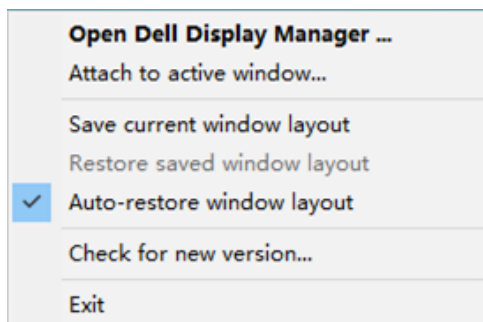 Open Dell Display Manager ...
Attach to active window...
Save current window layout
Restore saved window layout
Auto-restore window layout
Check for new version...
Exit